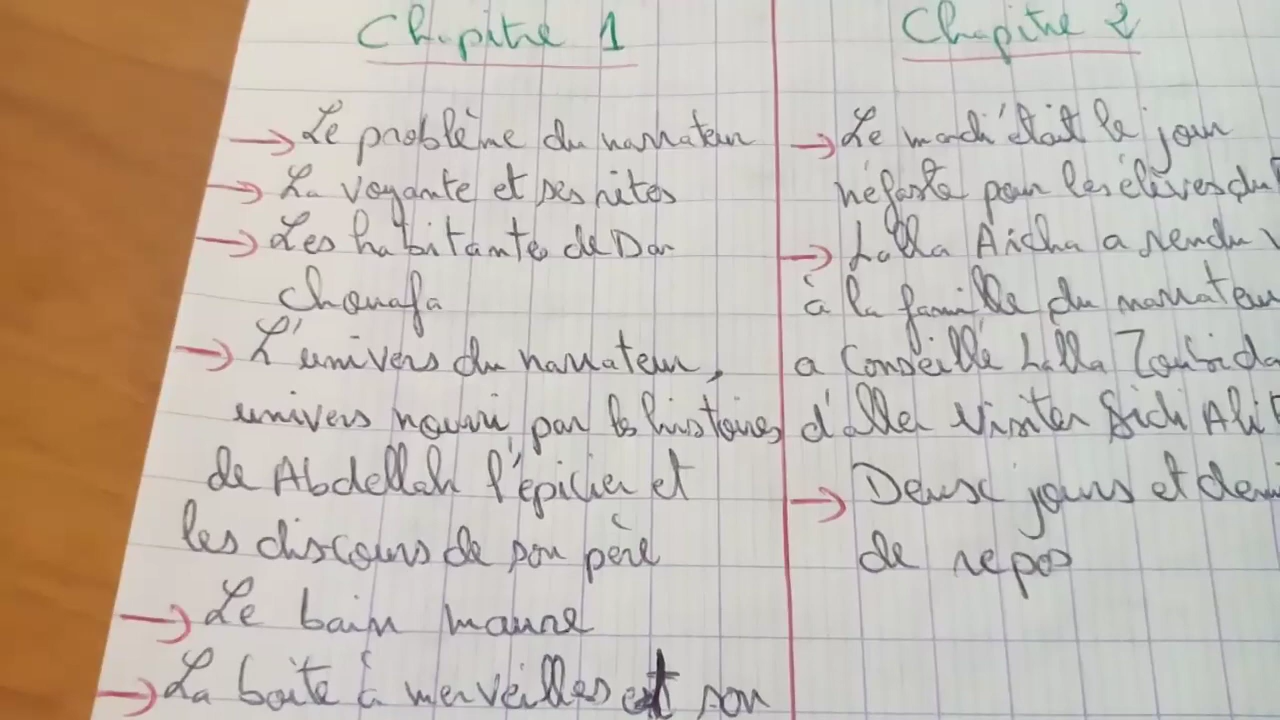 Chapitre 1
→ Le problème du narrateur
→ La voyante et ses rites
→ Les habitants de Dar
Chouafa
→ L'univers du narrateur,
univers nourri par les histoires
de Abdellah l'épicier et
les discours de son père
→ Le bain maure
→ La boite à merveilles et son
Chapitre 2
→ Le mardi était le jour
néfaste pour les élèves du
→ Lalla Aicha a rendu
à la famille du narrateur
a Conseillé Lalla Zoubida
d'aller visiter Sidi Ali
→ Deux jours et demi
de repos